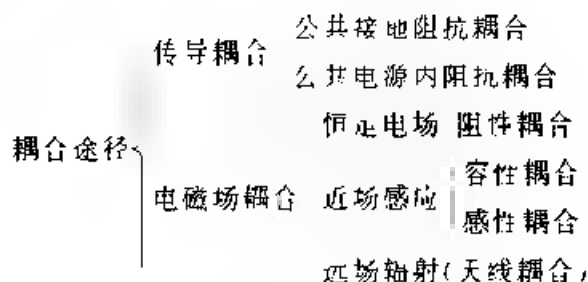 公共接地阻抗耦合
传导耦合
公共电源内阻抗耦合
恒定电场 阻性耦合
耦合途径
容性耦合
电磁场耦合 近场感应
感性耦合
远场辐射(天线耦合)